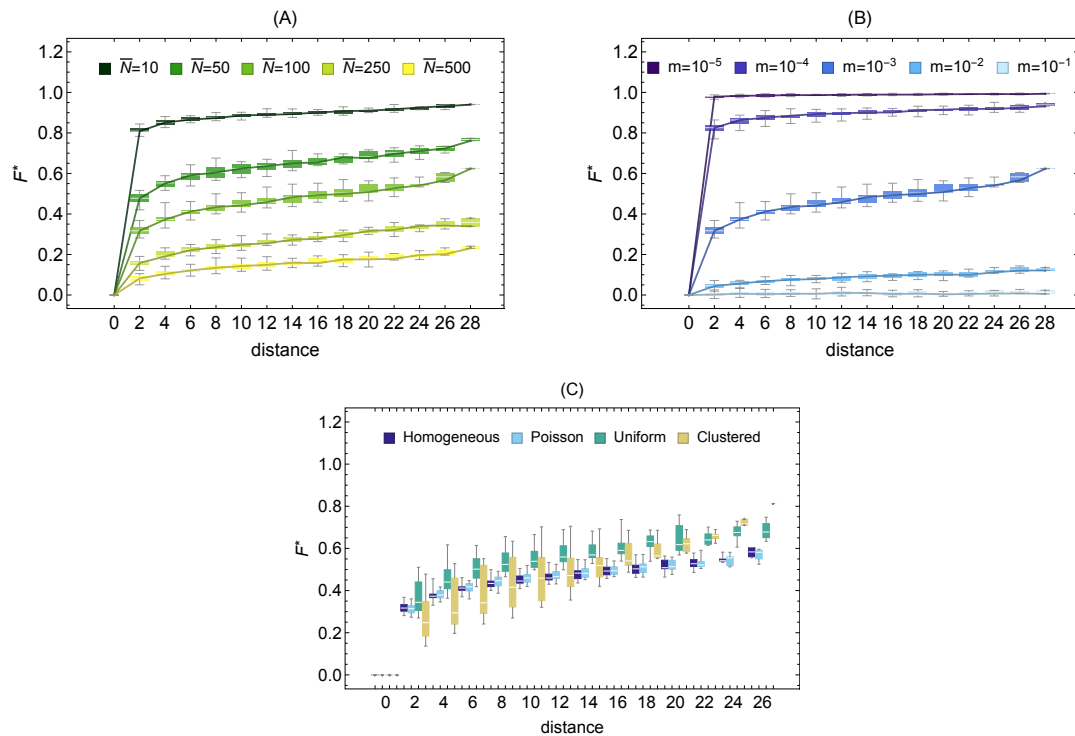 (A)
N̅=10 N̅=50 N̅=100 N̅=250 N̅=500
1.2
1.0
0.8
0.6
0.4
0.2
0.0
F*
0 2 4 6 8 10 12 14 16 18 20 22 24 26 28
distance
(B)
m=10⁻⁵ m=10⁻⁴ m=10⁻³ m=10⁻² m=10⁻¹
1.2
1.0
0.8
0.6
0.4
0.2
0.0
F*
0 2 4 6 8 10 12 14 16 18 20 22 24 26 28
distance
(C)
Homogeneous Poisson Uniform Clustered
1.2
1.0
0.8
0.6
0.4
0.2
0.0
F*
0 2 4 6 8 10 12 14 16 18 20 22 24 26
distance